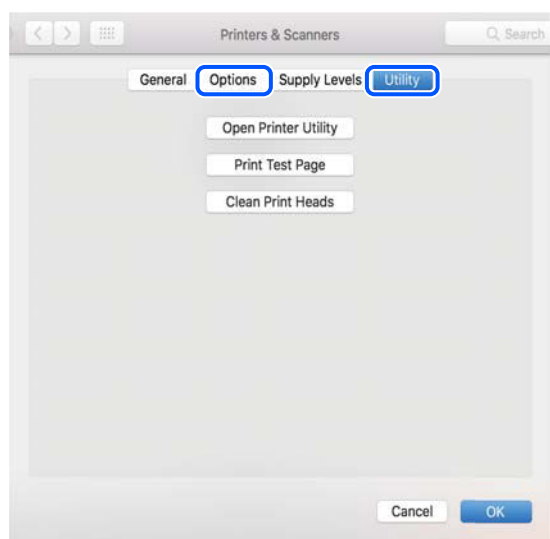 Printers & Scanners
Search
General Options Supply Levels Utility
Open Printer Utility
Print Test Page
Clean Print Heads
Cancel OK